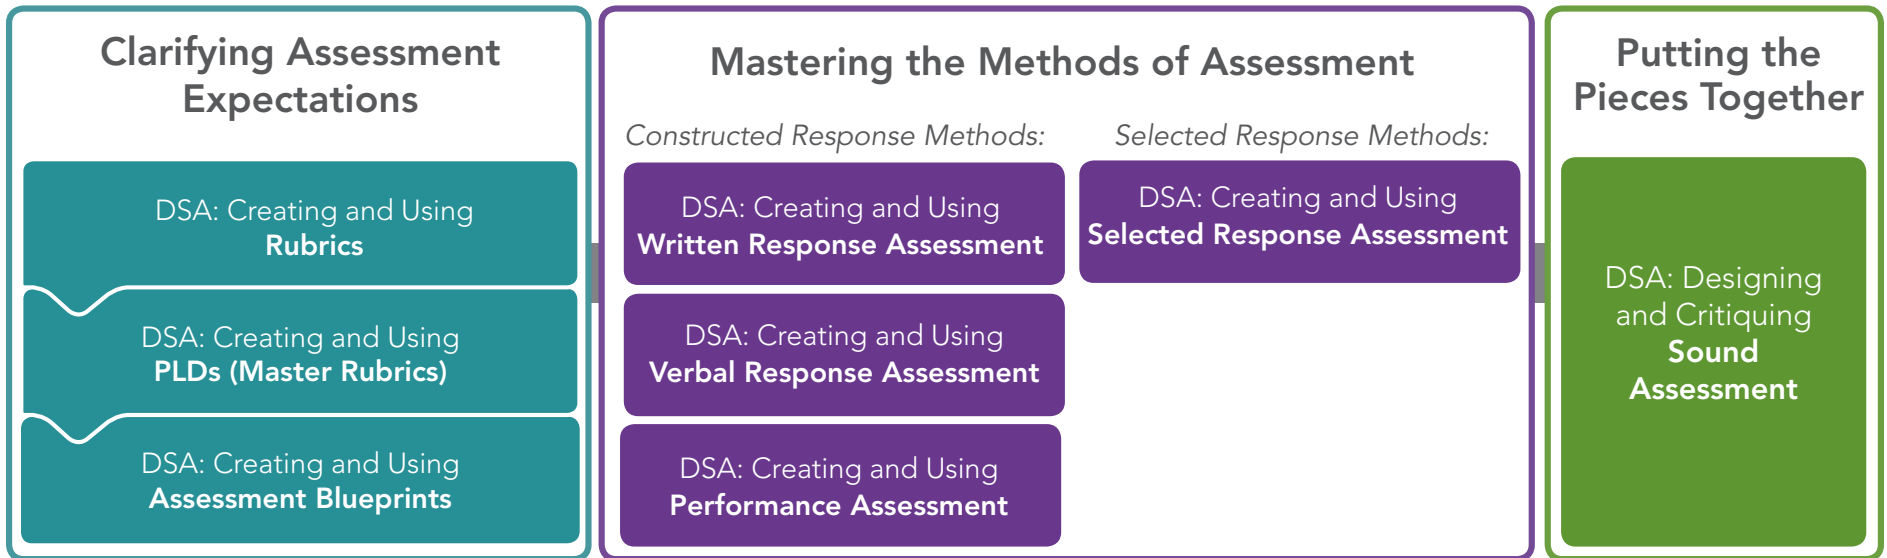 Clarifying Assessment
Expectations
DSA: Creating and Using
Rubrics
DSA: Creating and Using
PLDs (Master Rubrics)
DSA: Creating and Using
Assessment Blueprints
Mastering the Methods of Assessment
Constructed Response Methods:
DSA: Creating and Using
Written Response Assessment
DSA: Creating and Using
Verbal Response Assessment
DSA: Creating and Using
Performance Assessment
Selected Response Methods:
DSA: Creating and Using
Selected Response Assessment
Putting the
Pieces Together
DSA: Designing
and Critiquing
Sound
Assessment